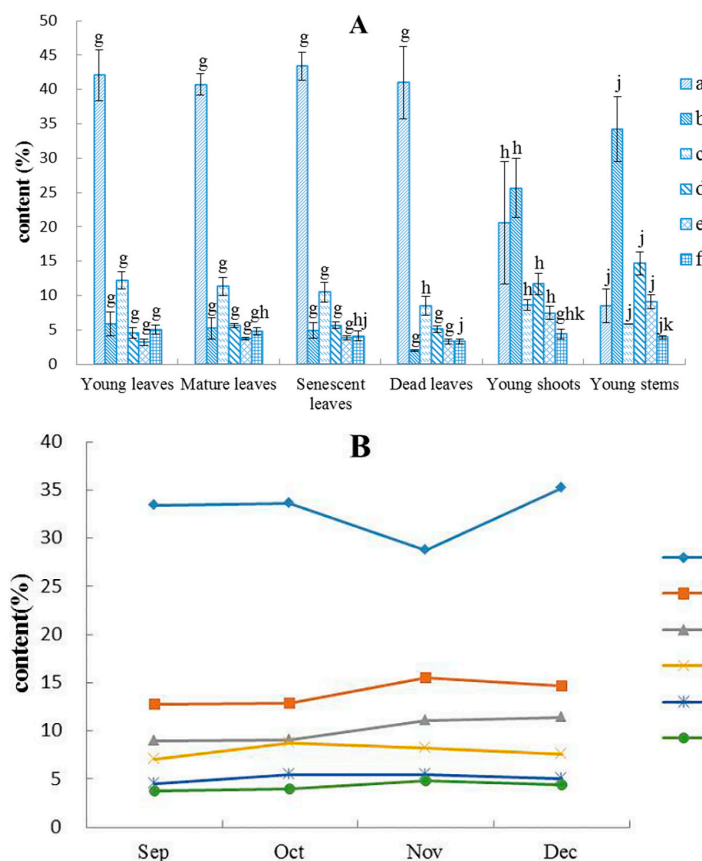 A
50
45
40
35
30
25
20
15
10
5
0
content (%)
g g g g g g
g g g g g gh
g g g g g hj
g g h g g j
h h h h h ghk
j j j j j jk
a
b
c
d
e
f
Young leaves Mature leaves Senescent leaves Dead leaves Young shoots Young stems
B
40
35
30
25
20
15
10
5
0
content(%)
Sep Oct Nov Dec